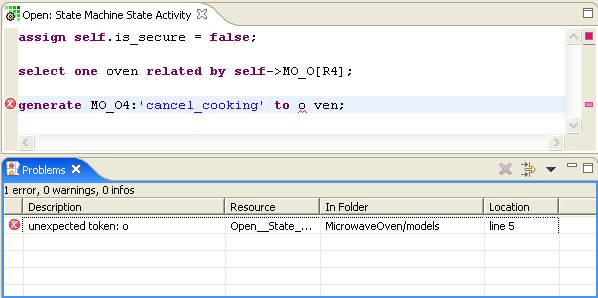 Open: State Machine State Activity
assign self.is_secure = false;
select one oven related by self->MO_O[R4];
generate MO_O4:'cancel_cooking' to o ven;
Problems
1 error, 0 warnings, 0 infos
Description Resource In Folder Location
unexpected token: o Open__State_... MicrowaveOven/models line 5